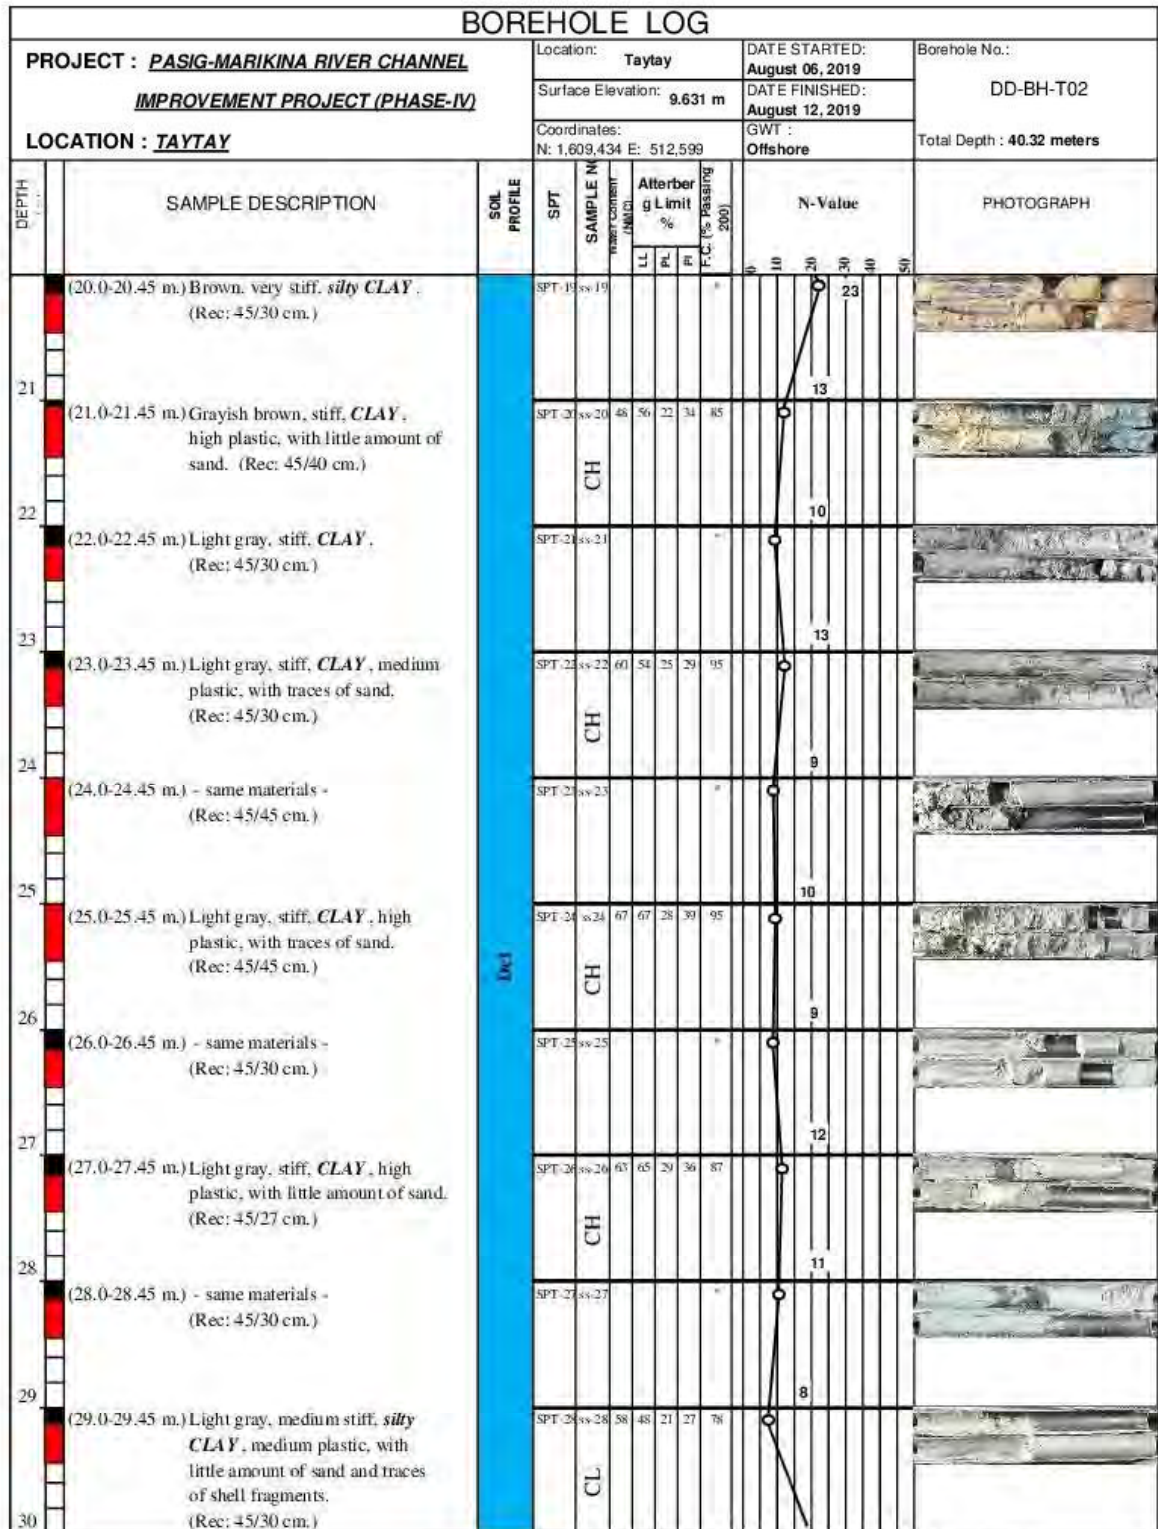 BOREHOLE LOG
PROJECT : PASIG-MARIKINA RIVER CHANNEL
IMPROVEMENT PROJECT (PHASE-IV)
LOCATION : TAYTAY
Location:
Taytay
Surface Elevation: 9.631 m
Coordinates:
N: 1,609,434 E: 512,599
DATE STARTED:
August 06, 2019
DATE FINISHED:
August 12, 2019
GWT :
Offshore
Borehole No.:
DD-BH-T02
Total Depth : 40.32 meters
DEPTH
SAMPLE DESCRIPTION
SOIL
PROFILE
SPT
SAMPLE NO
Content
(NMC)
Atterber
g Limit
%
LL PL PI
F.C. (% Passing
200)
N-Value
0 10 20 30 40 50
PHOTOGRAPH
(20.0-20.45 m.) Brown. very stiff, silty CLAY .
(Rec: 45/30 cm.)
SPT-19 ss-19
23
21
13
(21.0-21.45 m.) Grayish brown, stiff, CLAY ,
high plastic, with little amount of
sand. (Rec: 45/40 cm.)
SPT-20 ss-20 48 56 22 34 85
CH
22
10
(22.0-22.45 m.) Light gray, stiff, CLAY .
(Rec: 45/30 cm.)
SPT-21 ss-21
23
13
(23.0-23.45 m.) Light gray, stiff, CLAY , medium
plastic, with traces of sand.
(Rec: 45/30 cm.)
SPT-22 ss-22 60 54 25 29 95
CH
24
9
(24.0-24.45 m.) - same materials -
(Rec: 45/45 cm.)
SPT-23 ss-23
25
10
(25.0-25.45 m.) Light gray, stiff, CLAY , high
plastic, with traces of sand.
(Rec: 45/45 cm.)
SPT-24 ss24 67 67 28 39 95
CH
Dcl
26
9
(26.0-26.45 m.) - same materials -
(Rec: 45/30 cm.)
SPT-25 ss-25
27
12
(27.0-27.45 m.) Light gray, stiff, CLAY , high
plastic, with little amount of sand.
(Rec: 45/27 cm.)
SPT-26 ss-26 63 65 29 36 87
CH
28
11
(28.0-28.45 m.) - same materials -
(Rec: 45/30 cm.)
SPT-27 ss-27
29
8
(29.0-29.45 m.) Light gray, medium stiff, silty
CLAY , medium plastic, with
little amount of sand and traces
of shell fragments.
(Rec: 45/30 cm.)
SPT-28 ss-28 58 48 21 27 78
CL
30